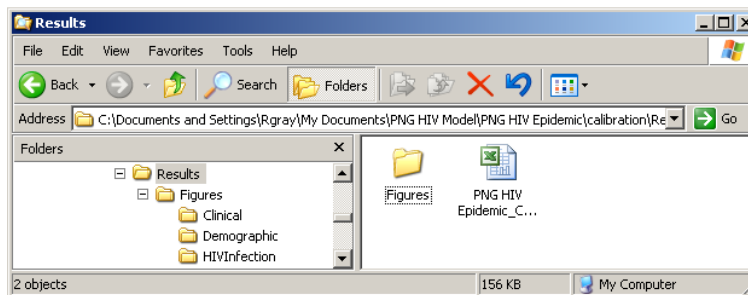 Results
File Edit View Favorites Tools Help
Back Search Folders
Address C:\Documents and Settings\Rgray\My Documents\PNG HIV Model\PNG HIV Epidemic\calibration\Re Go
Folders x
Results
Figures
Clinical
Demographic
HIVInfection
Figures
PNG HIV
Epidemic_C...
2 objects 156 KB My Computer